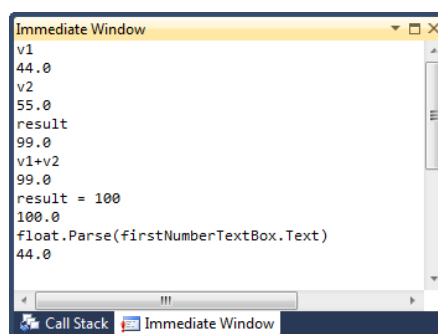 Immediate Window
v1
44.0
v2
55.0
result
99.0
v1+v2
99.0
result = 100
100.0
float.Parse(firstNumberTextBox.Text)
44.0
Call Stack Immediate Window